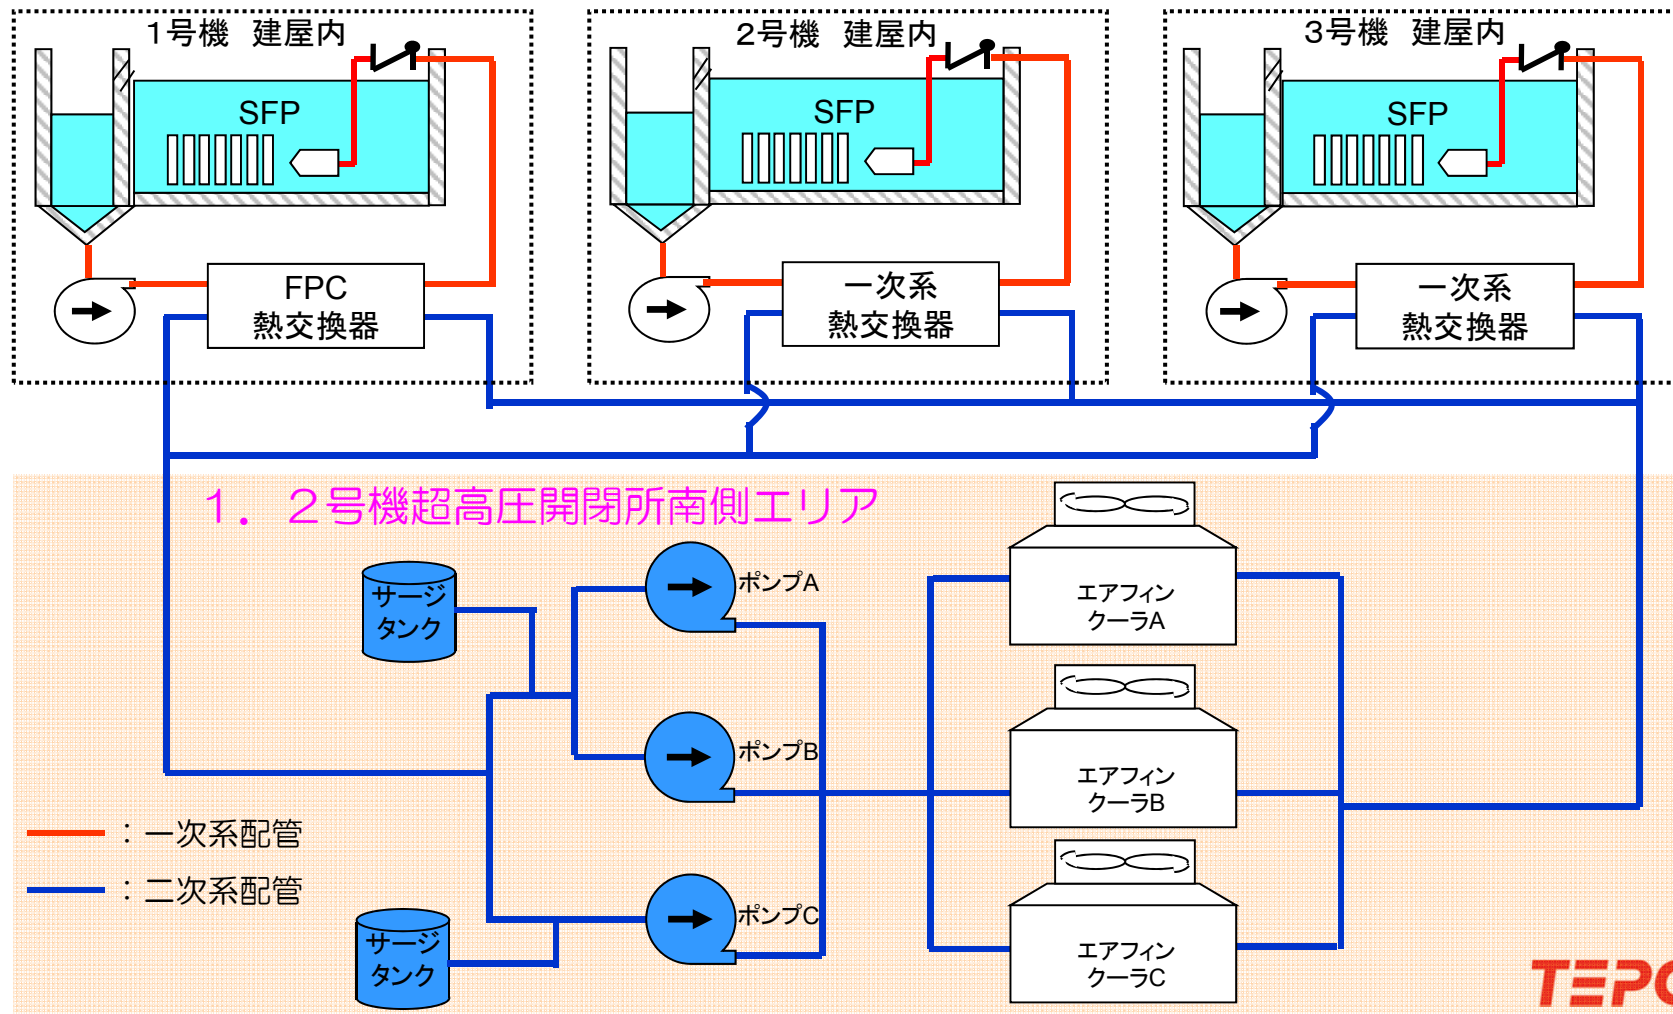 1号機 建屋内
2号機 建屋内
3号機 建屋内
SFP
SFP
SFP
FPC
熱交換器
一次系
熱交換器
一次系
熱交換器
1．2号機超高圧開閉所南側エリア
サージ
タンク
ポンプA
エアフィン
クーラA
ポンプB
エアフィン
クーラB
：一次系配管
：二次系配管
サージ
タンク
ポンプC
エアフィン
クーラC
TEPC